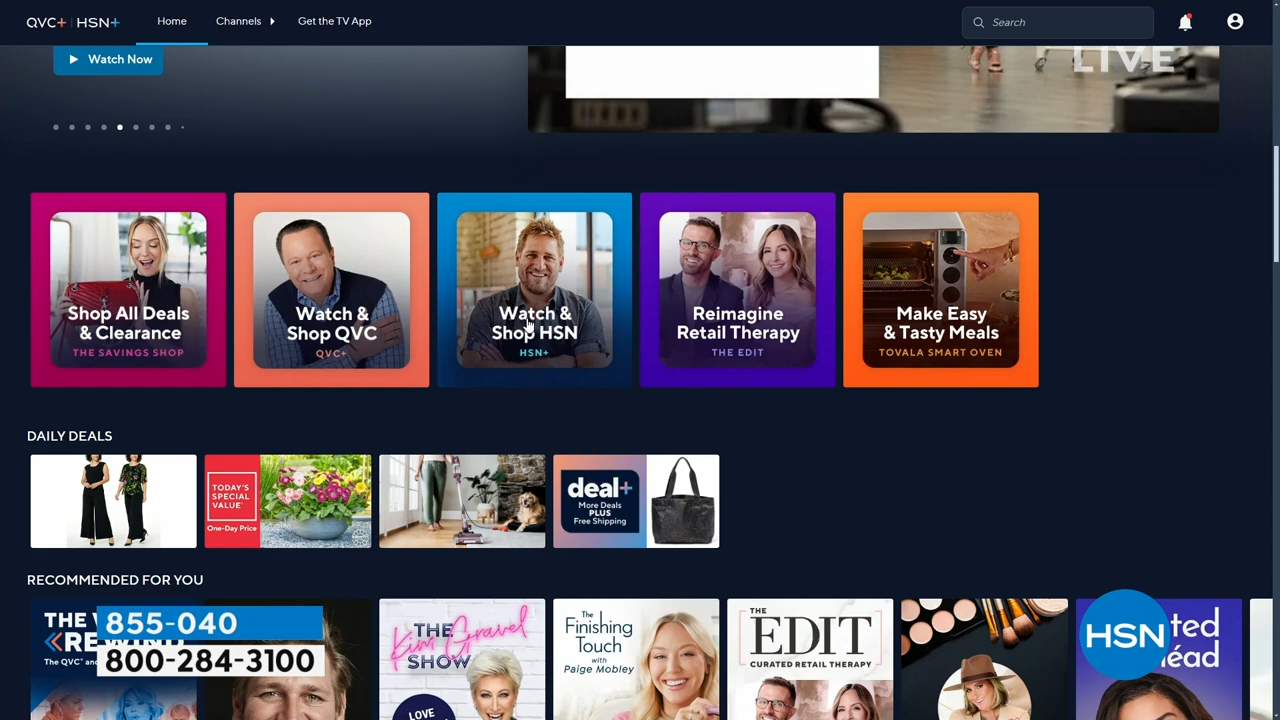 QVC+ | HSN+
Home
Channels
Get the TV App
Search
Watch Now
LIVE
Shop All Deals
& Clearance
THE SAVINGS SHOP
Watch &
Shop QVC
QVC+
Watch &
Shop HSN
HSN+
Reimagine
Retail Therapy
THE EDIT
Make Easy
& Tasty Meals
TOVALA SMART OVEN
DAILY DEALS
TODAY'S
SPECIAL
VALUE®
One-Day Price
deal+
More Deals
PLUS
Free Shipping
RECOMMENDED FOR YOU
THE
The QVC+
855-040
800-284-3100
THE
Kim Gravel
SHOW
LOVE
The
Finishing
Touch
with
Paige Mobley
THE
EDIT
CURATED RETAIL THERAPY
HSN